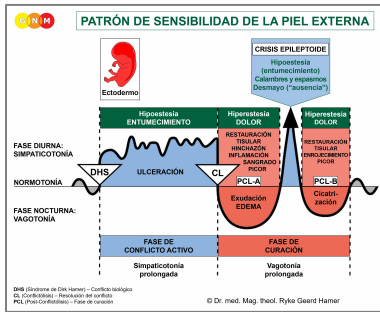 GNM
PATRÓN DE SENSIBILIDAD DE LA PIEL EXTERNA
CRISIS EPILEPTOIDE
Hipoestesia
(entumecimiento)
Calambres y espasmos
Desmayo ("ausencia")
Ectodermo
Hipoestesia
ENTUMECIMIENTO
Hiperestesia
DOLOR
Hiperestesia
DOLOR
FASE DIURNA:
SIMPATICOTONÍA
RESTAURACIÓN
TISULAR
HINCHAZÓN
INFLAMACIÓN
SANGRADO
PICOR
RESTAURACIÓN
TISULAR
ENROJECIMIENTO
PICOR
DHS
ULCERACIÓN
CL
PCL-A
PCL-B
NORMOTONÍA
Exudación
EDEMA
Cicatri-
zación
FASE NOCTURNA:
VAGOTONÍA
FASE DE
CONFLICTO ACTIVO
FASE DE
CURACIÓN
Simpaticotonía
prolongada
Vagotonía
prolongada
DHS (Síndrome de Dirk Hamer) – Conflicto biológico
CL (Conflictólisis) – Resolución del conflicto
PCL (Post-Conflictólisis) – Fase de curación
© Dr. med. Mag. theol. Ryke Geerd Hamer